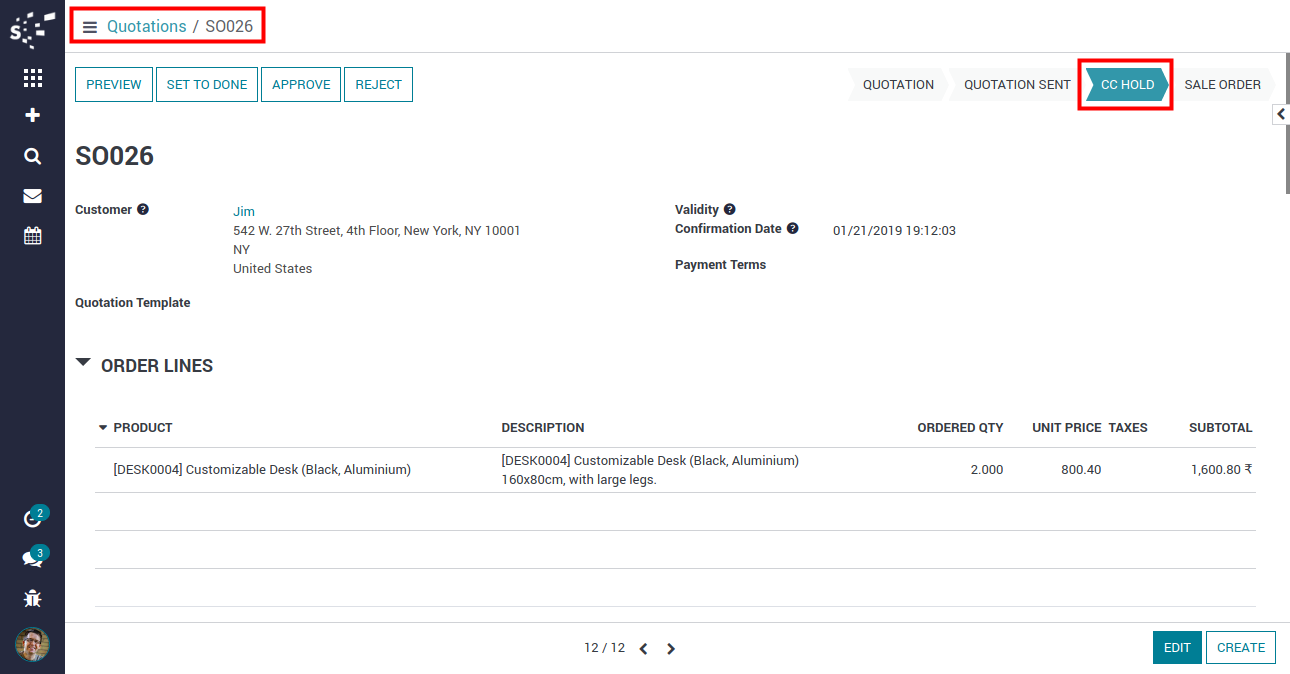 S
Quotations / SO026
PREVIEW
SET TO DONE
APPROVE
REJECT
QUOTATION
QUOTATION SENT
CC HOLD
SALE ORDER
SO026
Customer ?
Jim
542 W. 27th Street, 4th Floor, New York, NY 10001
NY
United States
Quotation Template
Validity ?
Confirmation Date ? 01/21/2019 19:12:03
Payment Terms
ORDER LINES
PRODUCT DESCRIPTION ORDERED QTY UNIT PRICE TAXES SUBTOTAL
[DESK0004] Customizable Desk (Black, Aluminium)
[DESK0004] Customizable Desk (Black, Aluminium)
160x80cm, with large legs.
2.000 800.40 1,600.80 ₹
2
3
12 / 12
EDIT
CREATE